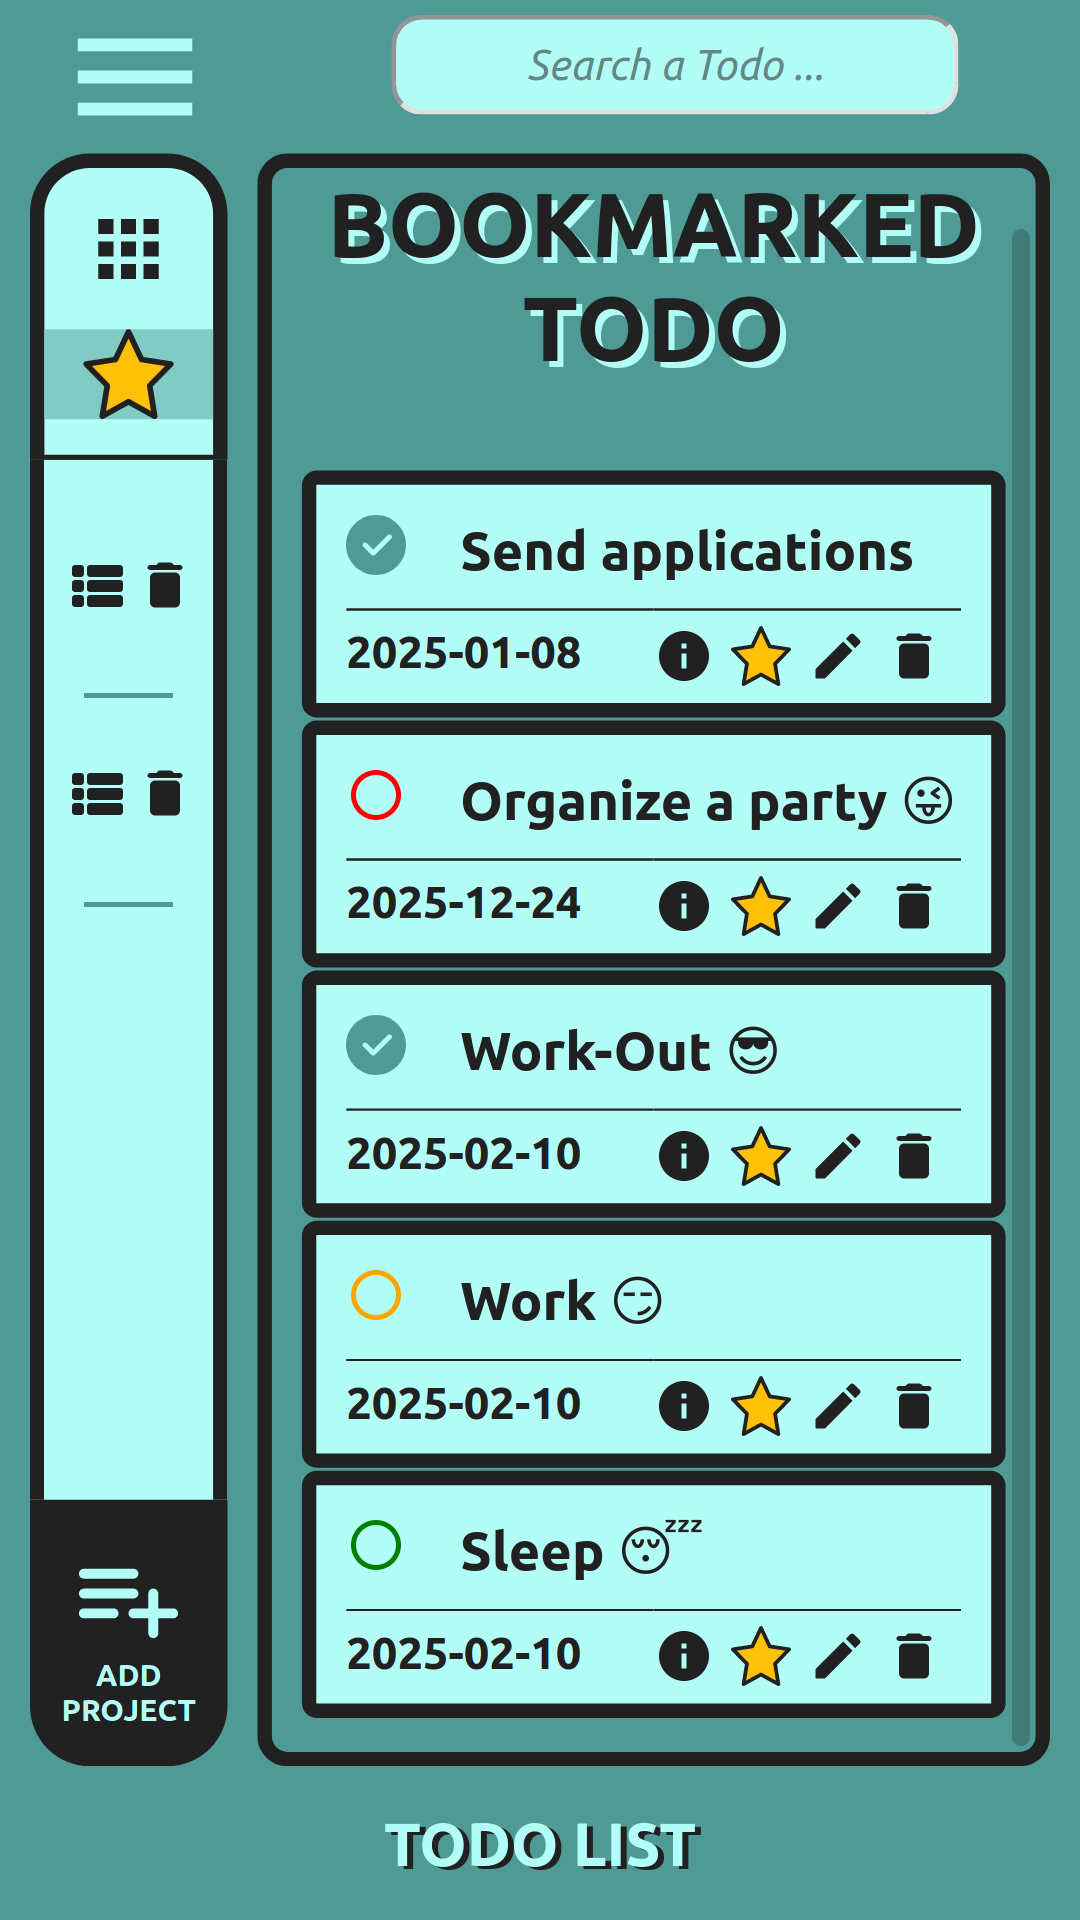 Search a Todo ...
BOOKMARKED
TODO
Send applications
2025-01-08
Organize a party 😜
2025-12-24
Work-Out 😎
2025-02-10
Work 😏
2025-02-10
Sleep 😴
2025-02-10
ADD
PROJECT
TODO LIST